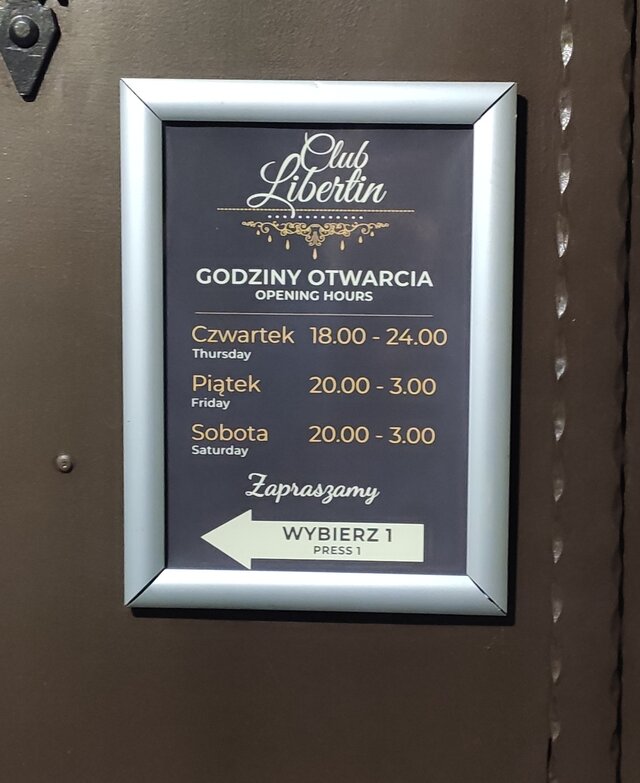 Club
Libertin
GODZINY OTWARCIA
OPENING HOURS
Czwartek 18.00 - 24.00
Thursday
Piątek 20.00 - 3.00
Friday
Sobota 20.00 - 3.00
Saturday
Zapraszamy
WYBIERZ 1
PRESS 1